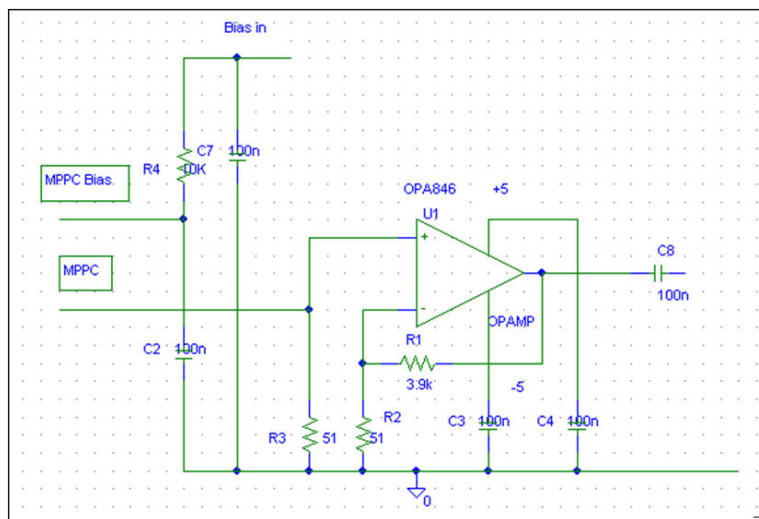 Bias in
C7
100n
R4
10K
MPPC Bias
OPA846
+5
U1
+
MPPC
C8
100n
-
OPAMP
C2
100n
R1
3.9k
-5
R2
R3
51
51
C3
100n
C4
100n
0